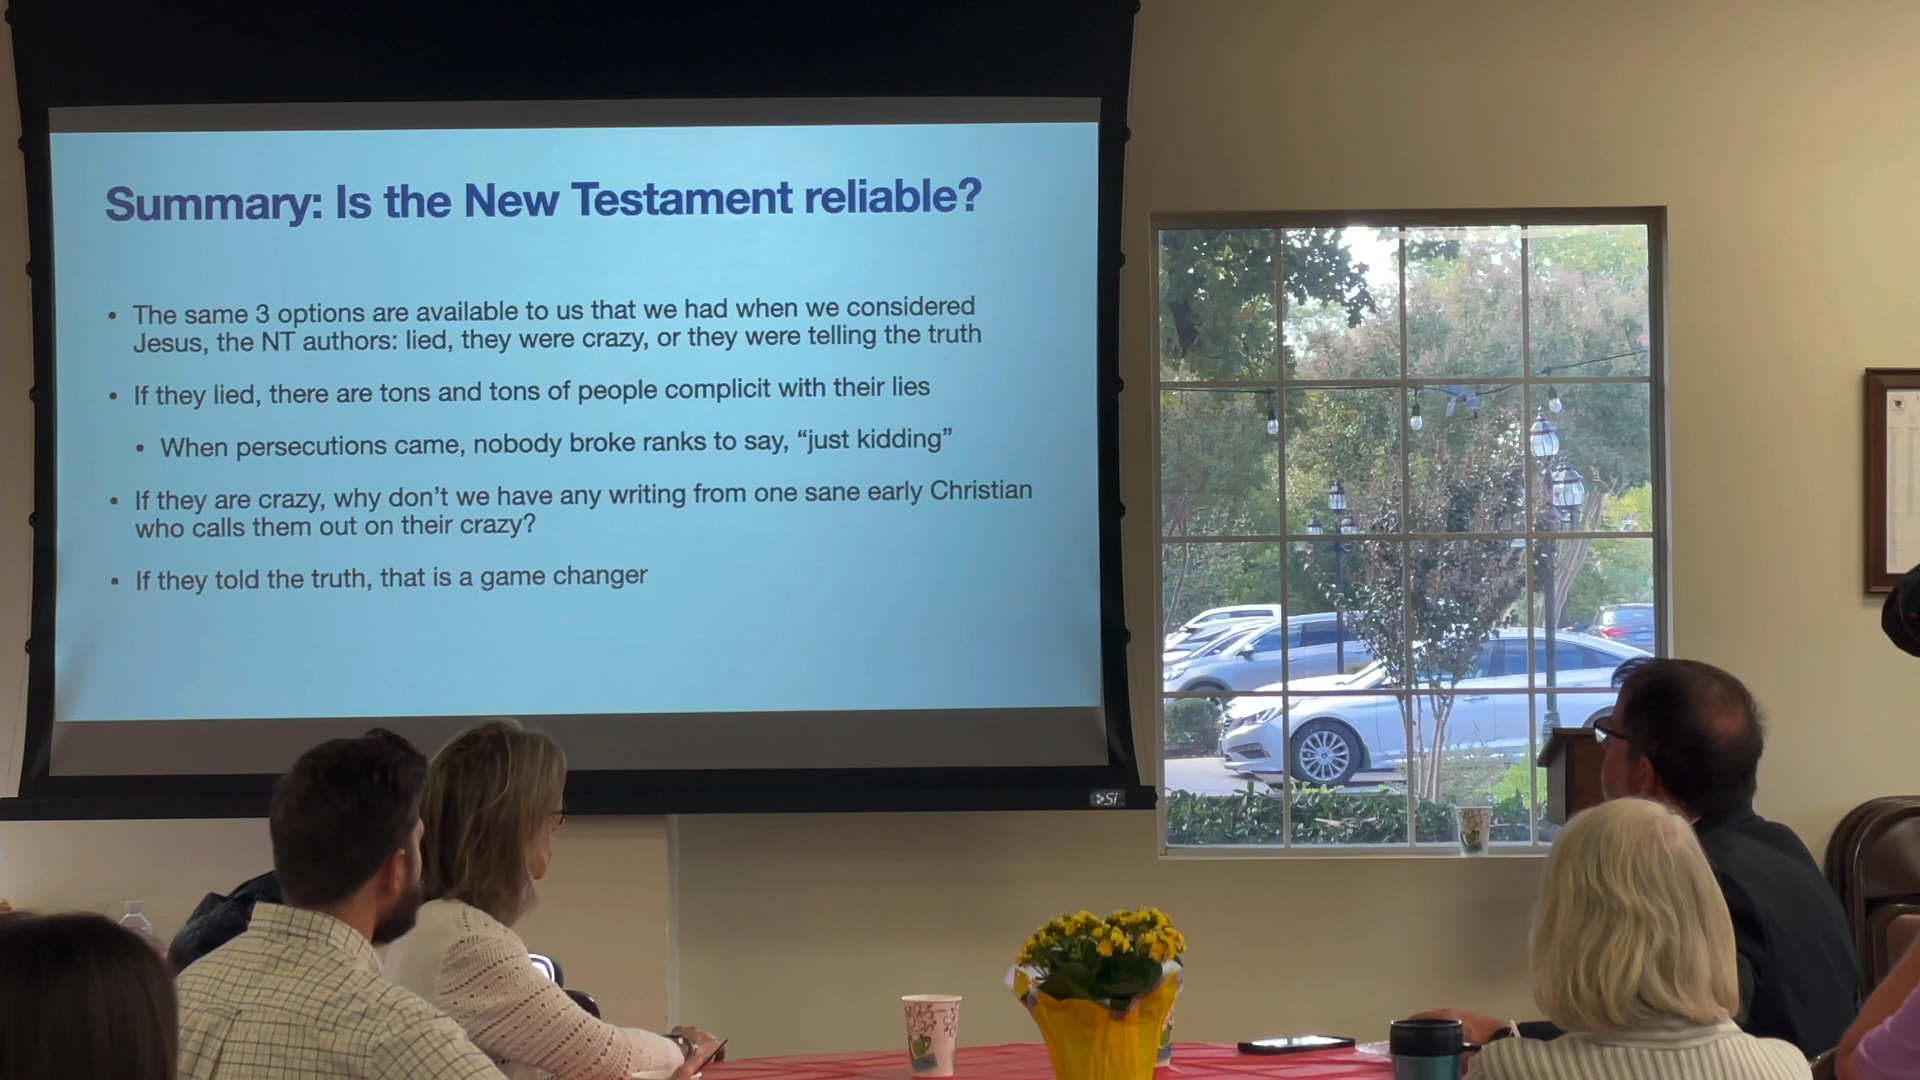 Summary: Is the New Testament reliable?
• The same 3 options are available to us that we had when we considered
Jesus, the NT authors: lied, they were crazy, or they were telling the truth
• If they lied, there are tons and tons of people complicit with their lies
• When persecutions came, nobody broke ranks to say, “just kidding”
• If they are crazy, why don’t we have any writing from one sane early Christian
who calls them out on their crazy?
• If they told the truth, that is a game changer
Si